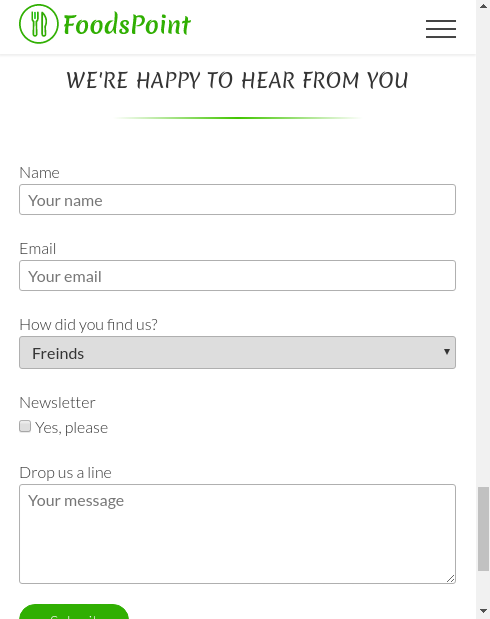 FoodsPoint
WE'RE HAPPY TO HEAR FROM YOU
Name
Your name
Email
Your email
How did you find us?
Freinds
Newsletter
Yes, please
Drop us a line
Your message